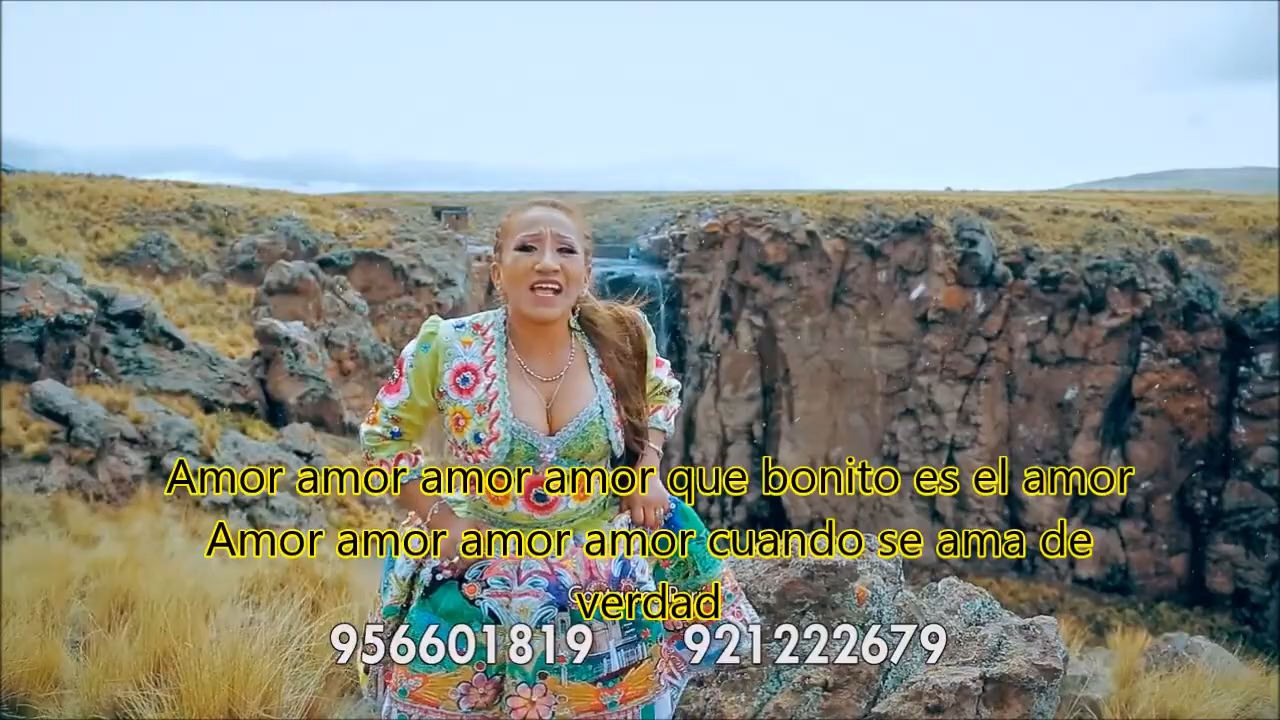 Amor amor amor amor que bonito es el amor
Amor amor amor amor cuando se ama de
verdad
956601819 921222679